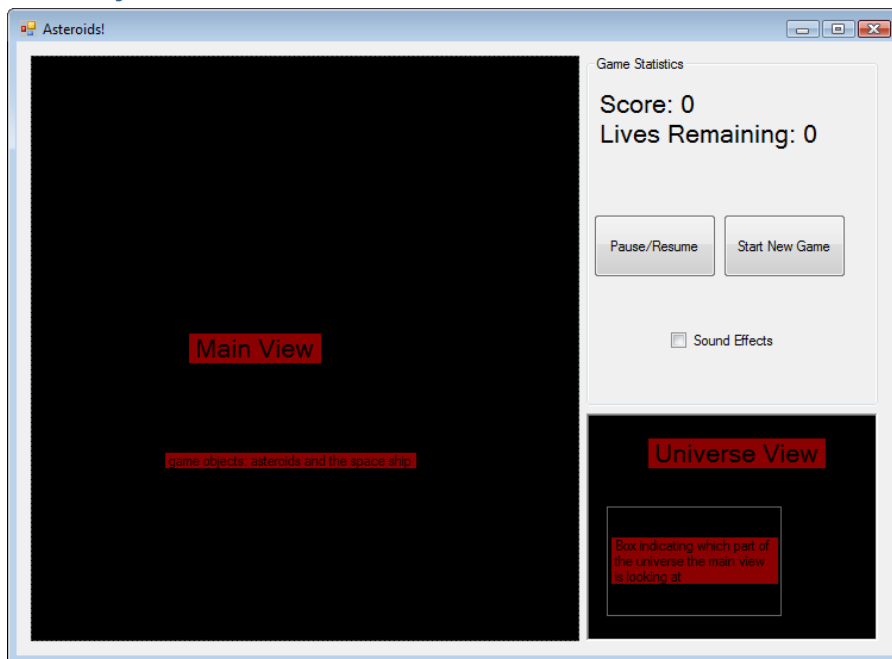 Asteroids!
Game Statistics
Score: 0
Lives Remaining: 0
Pause/Resume
Start New Game
Sound Effects
Main View
game objects: asteroids and the space ship
Universe View
Box indicating which part of
the universe the main view
is looking at